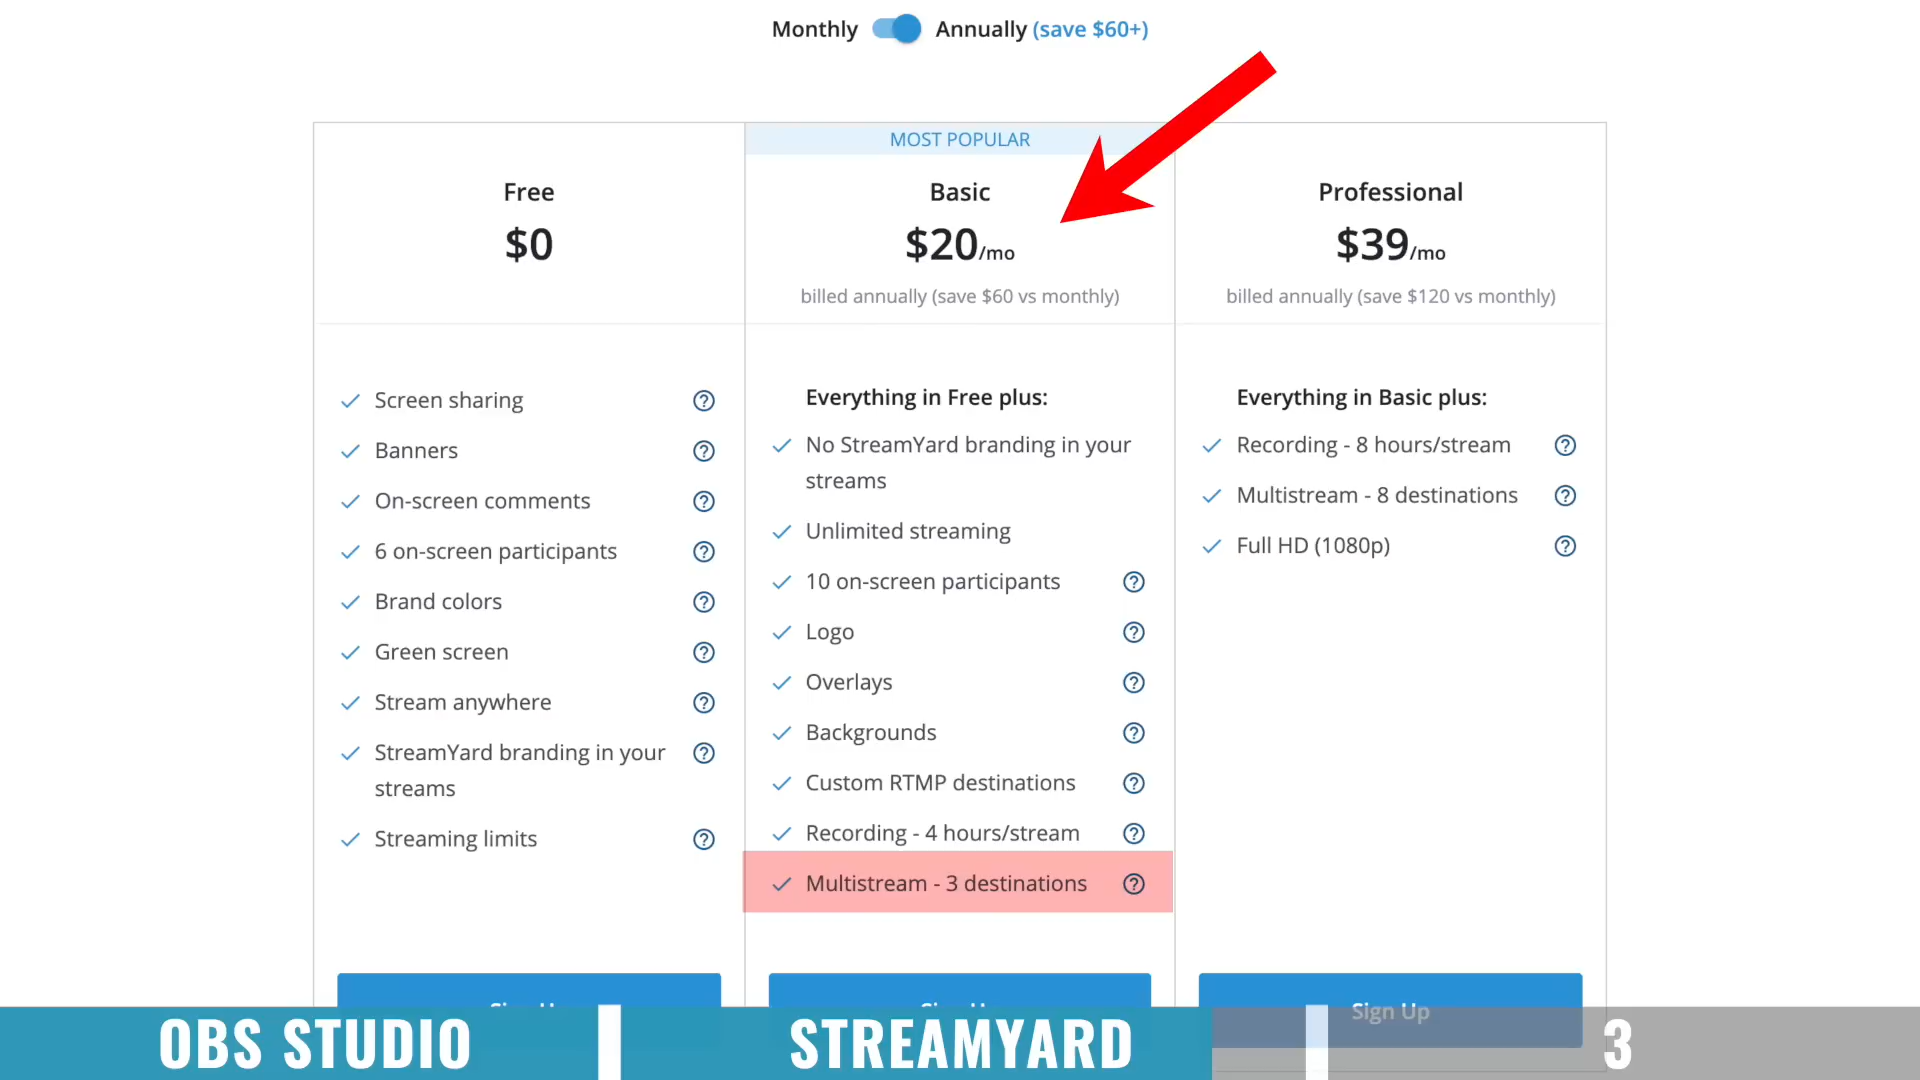 Monthly Annually (save $60+)
MOST POPULAR
Free
$0
Basic
$20/mo
billed annually (save $60 vs monthly)
Professional
$39/mo
billed annually (save $120 vs monthly)
Screen sharing
Banners
On-screen comments
6 on-screen participants
Brand colors
Green screen
Stream anywhere
StreamYard branding in your
streams
Streaming limits
Everything in Free plus:
No StreamYard branding in your
streams
Unlimited streaming
10 on-screen participants
Logo
Overlays
Backgrounds
Custom RTMP destinations
Recording - 4 hours/stream
Multistream - 3 destinations
Everything in Basic plus:
Recording - 8 hours/stream
Multistream - 8 destinations
Full HD (1080p)
Sign Up
OBS STUDIO
STREAMYARD
3